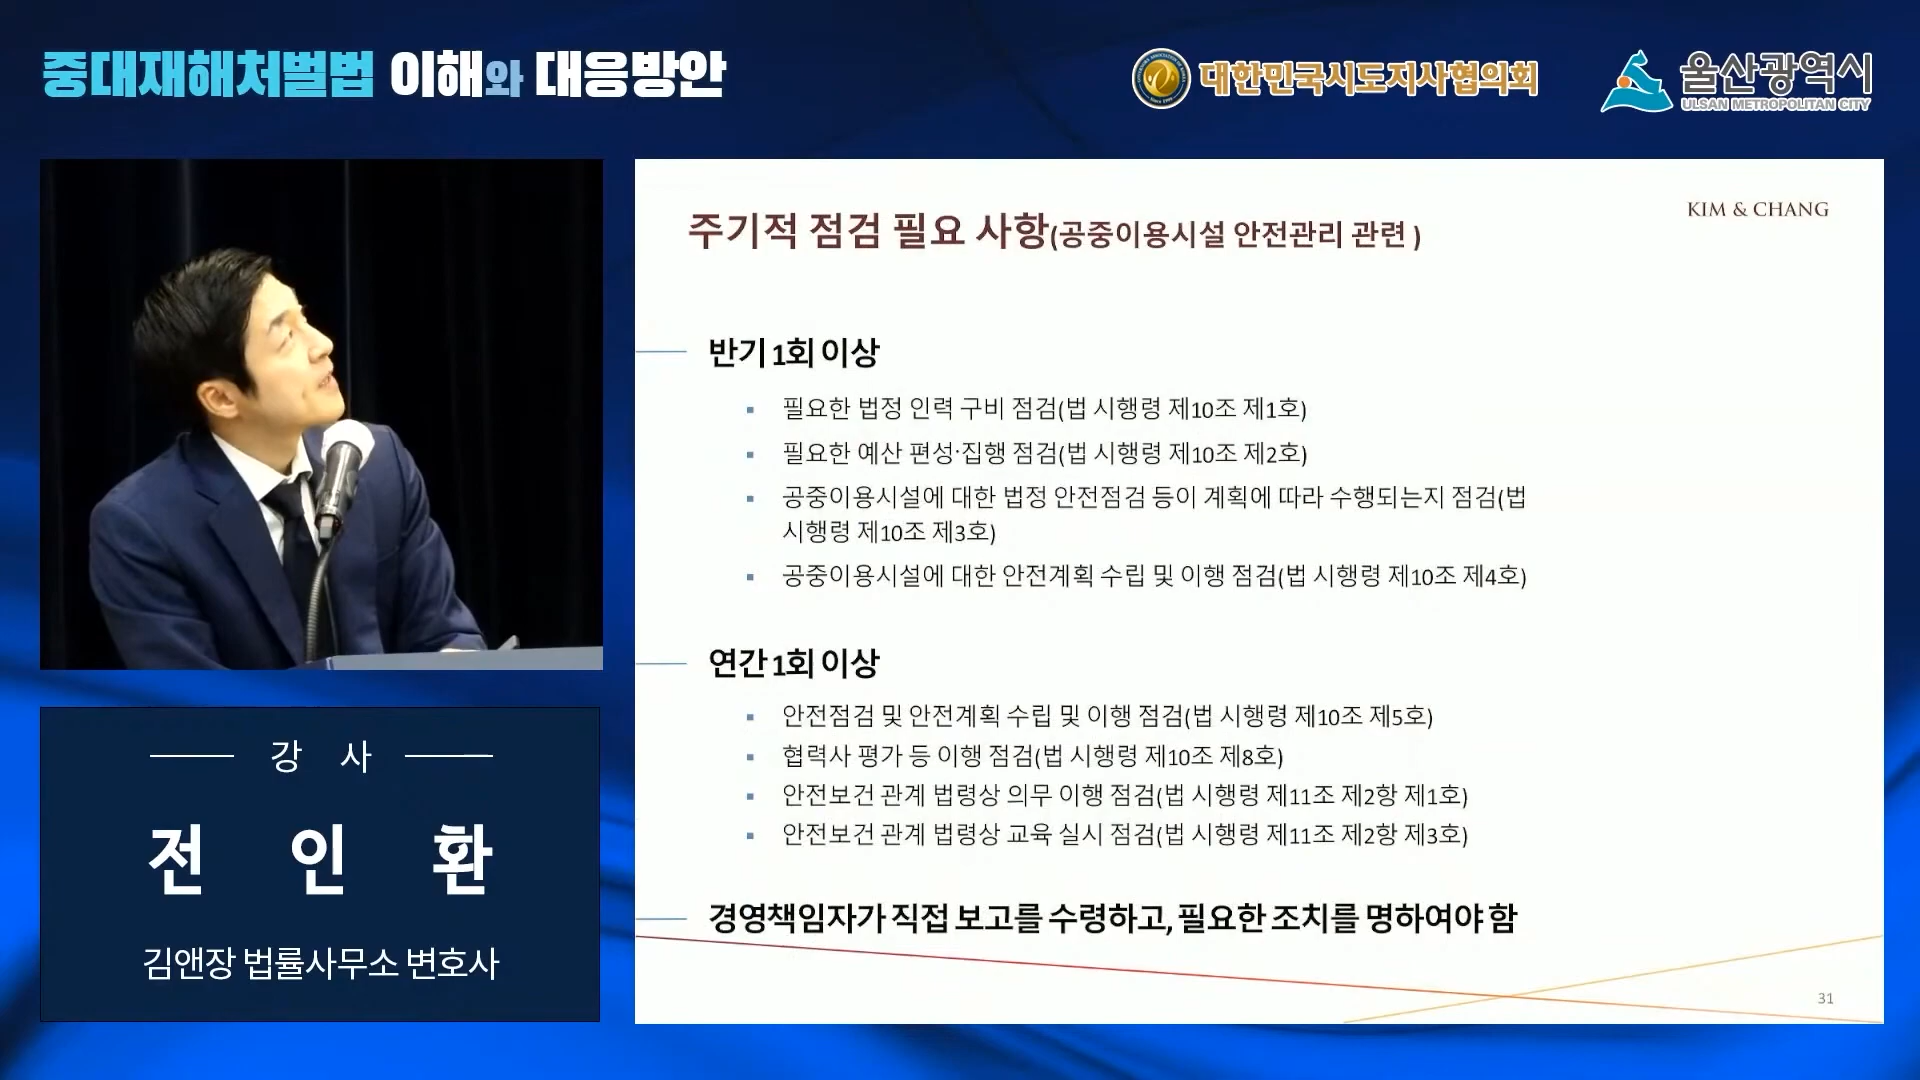 중대재해처벌법 이해와 대응방안
대한민국시도지사협의회
울산광역시
ULSAN METROPOLITAN CITY
KIM & CHANG
주기적 점검 필요 사항(공중이용시설 안전관리 관련 )
반기 1회 이상
▪ 필요한 법정 인력 구비 점검(법 시행령 제10조 제1호)
▪ 필요한 예산 편성·집행 점검(법 시행령 제10조 제2호)
▪ 공중이용시설에 대한 법정 안전점검 등이 계획에 따라 수행되는지 점검(법
시행령 제10조 제3호)
▪ 공중이용시설에 대한 안전계획 수립 및 이행 점검(법 시행령 제10조 제4호)
연간 1회 이상
▪ 안전점검 및 안전계획 수립 및 이행 점검(법 시행령 제10조 제5호)
▪ 협력사 평가 등 이행 점검(법 시행령 제10조 제8호)
▪ 안전보건 관계 법령상 의무 이행 점검(법 시행령 제11조 제2항 제1호)
▪ 안전보건 관계 법령상 교육 실시 점검(법 시행령 제11조 제2항 제3호)
경영책임자가 직접 보고를 수령하고, 필요한 조치를 명하여야 함
31
강 사
전 인 환
김앤장 법률사무소 변호사